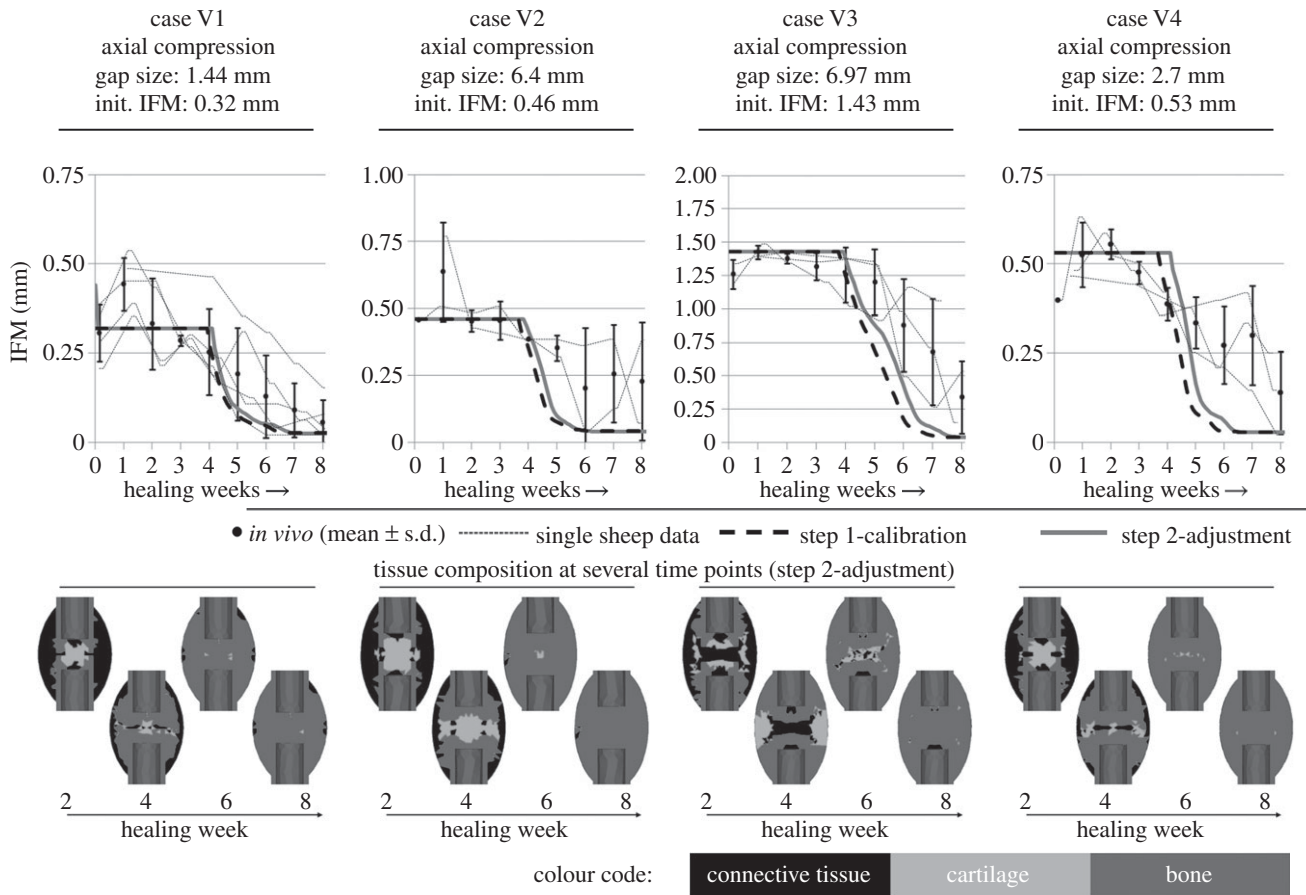 case V1
axial compression
gap size: 1.44 mm
init. IFM: 0.32 mm
case V2
axial compression
gap size: 6.4 mm
init. IFM: 0.46 mm
case V3
axial compression
gap size: 6.97 mm
init. IFM: 1.43 mm
case V4
axial compression
gap size: 2.7 mm
init. IFM: 0.53 mm
IFM (mm)
0.75
0.50
0.25
0
0 1 2 3 4 5 6 7 8
healing weeks →
1.00
0.75
0.50
0.25
0
0 1 2 3 4 5 6 7 8
healing weeks →
2.00
1.75
1.50
1.25
1.00
0.75
0.50
0.25
0
0 1 2 3 4 5 6 7 8
healing weeks →
0.75
0.50
0.25
0
0 1 2 3 4 5 6 7 8
healing weeks →
• in vivo (mean ± s.d.) single sheep data step 1-calibration step 2-adjustment
tissue composition at several time points (step 2-adjustment)
2 4 6 8
healing week
2 4 6 8
healing week
2 4 6 8
healing week
2 4 6 8
healing week
colour code: connective tissue cartilage bone